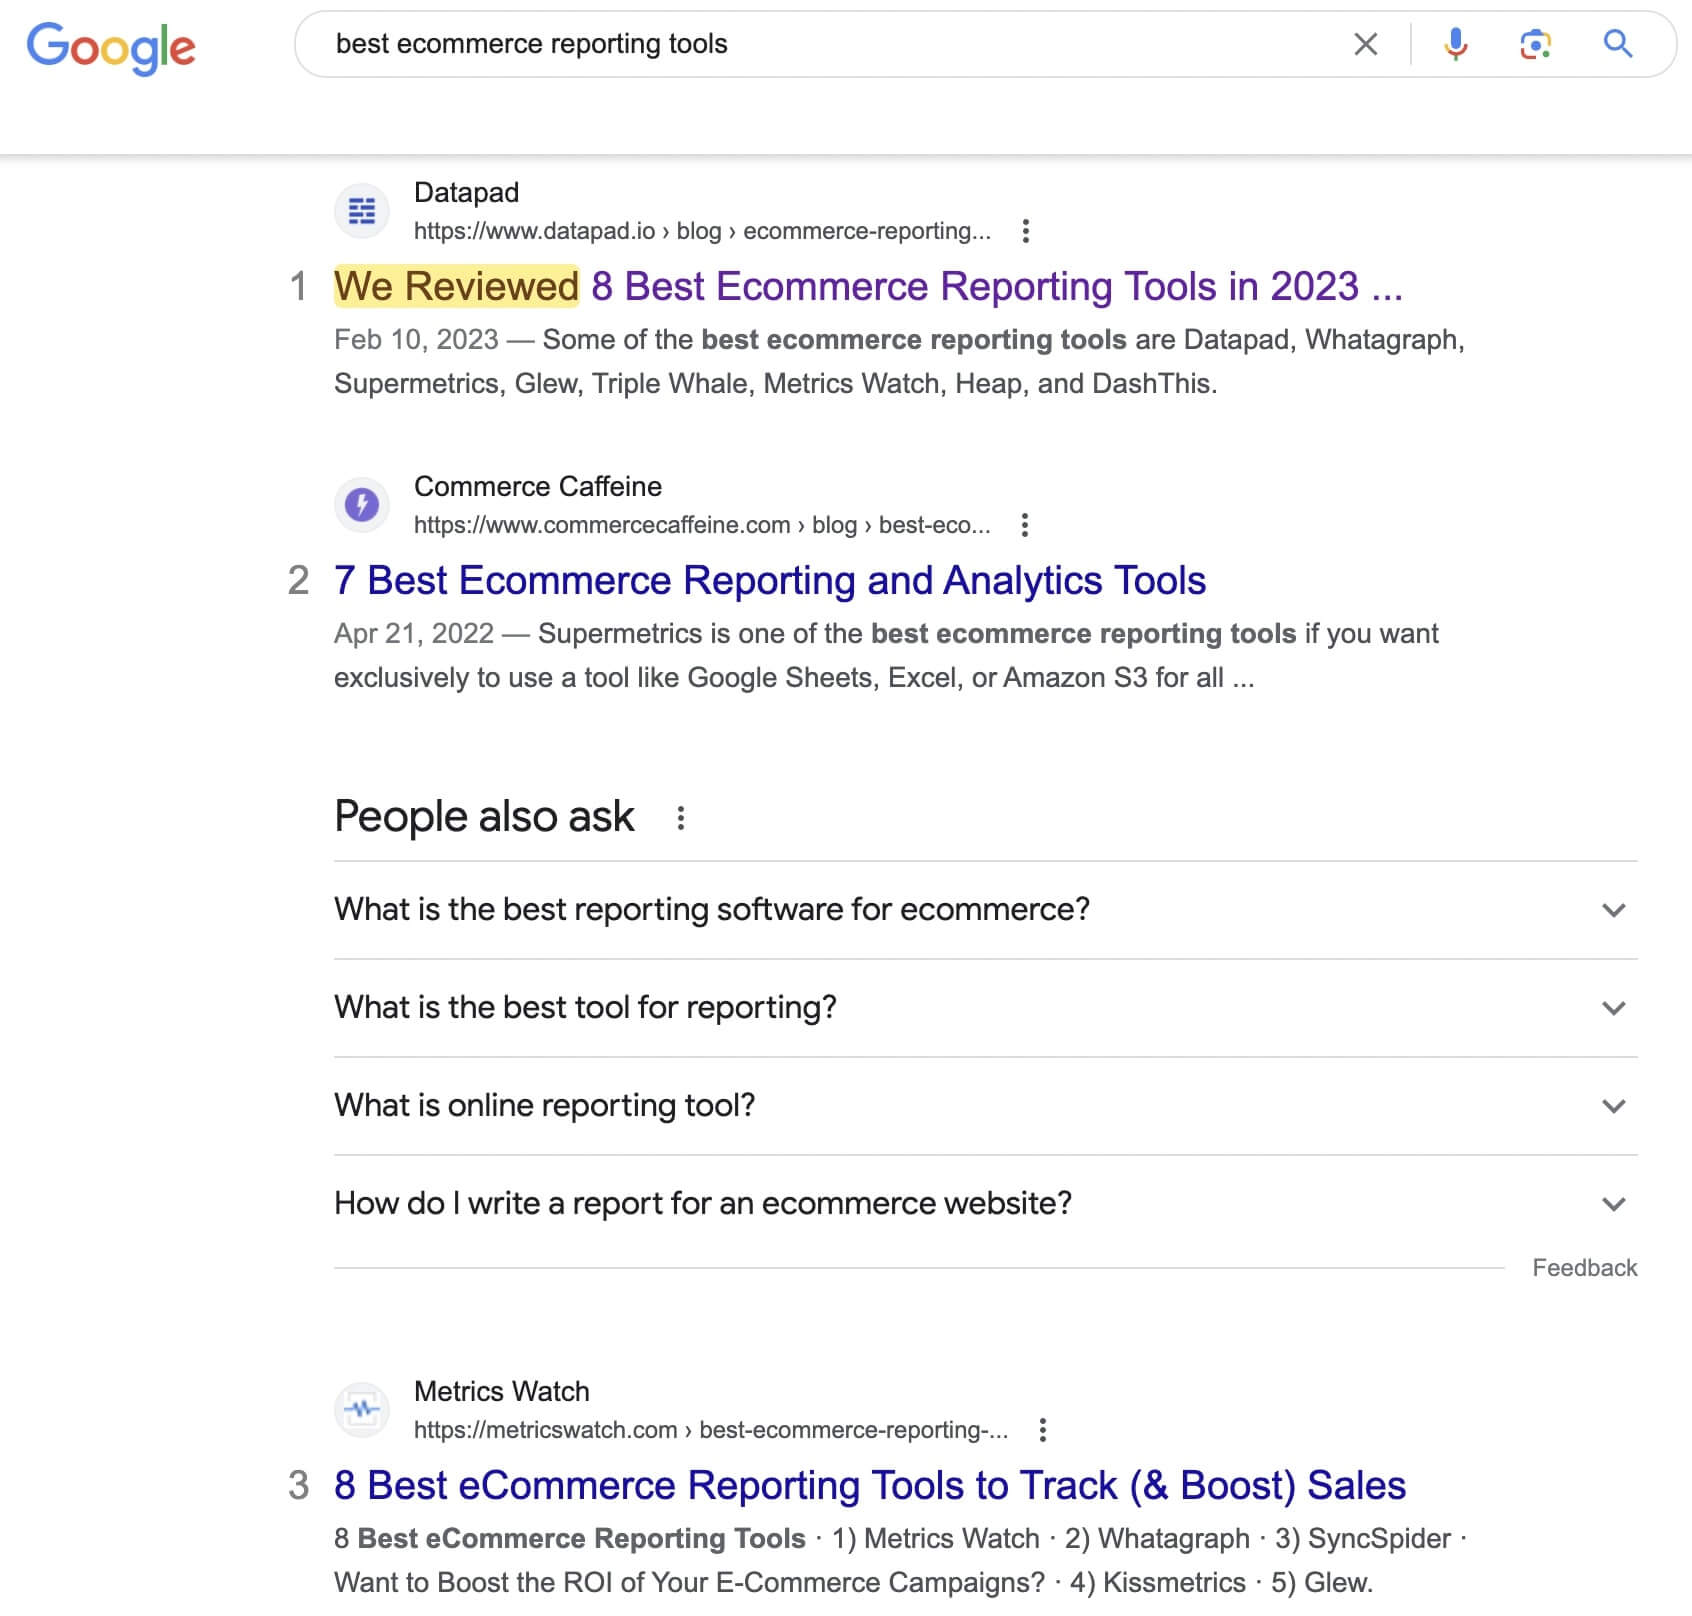 Google
best ecommerce reporting tools
Datapad
https://www.datapad.io › blog › ecommerce-reporting...
1 We Reviewed 8 Best Ecommerce Reporting Tools in 2023 ...
Feb 10, 2023 — Some of the best ecommerce reporting tools are Datapad, Whatagraph,
Supermetrics, Glew, Triple Whale, Metrics Watch, Heap, and DashThis.
Commerce Caffeine
https://www.commercecaffeine.com › blog › best-eco...
2 7 Best Ecommerce Reporting and Analytics Tools
Apr 21, 2022 — Supermetrics is one of the best ecommerce reporting tools if you want
exclusively to use a tool like Google Sheets, Excel, or Amazon S3 for all ...
People also ask
What is the best reporting software for ecommerce?
What is the best tool for reporting?
What is online reporting tool?
How do I write a report for an ecommerce website?
Feedback
Metrics Watch
https://metricswatch.com › best-ecommerce-reporting-...
3 8 Best eCommerce Reporting Tools to Track (& Boost) Sales
8 Best eCommerce Reporting Tools · 1) Metrics Watch · 2) Whatagraph · 3) SyncSpider ·
Want to Boost the ROI of Your E-Commerce Campaigns? · 4) Kissmetrics · 5) Glew.